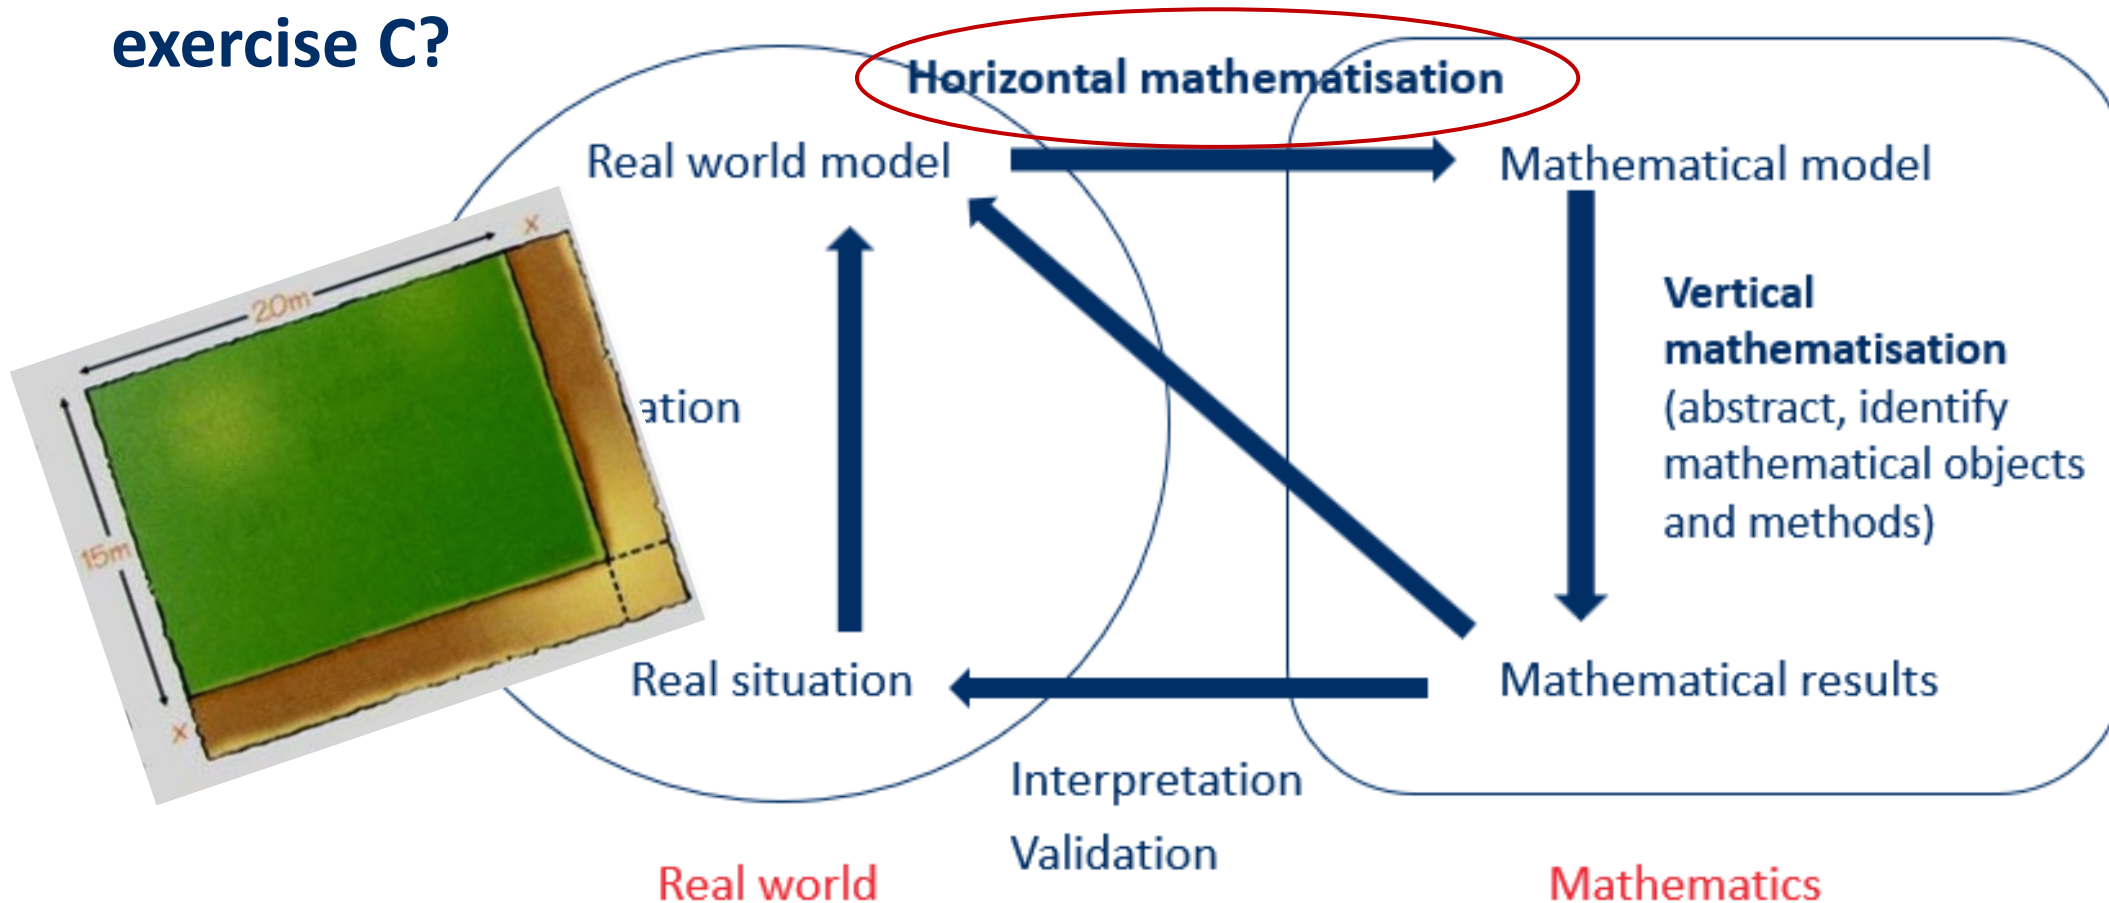 exercise C?
Horizontal mathematisation
Real world model
Mathematical model
x
20m
15m
x
ation
Vertical
mathematisation
(abstract, identify
mathematical objects
and methods)
Real situation
Mathematical results
Interpretation
Validation
Real world
Mathematics